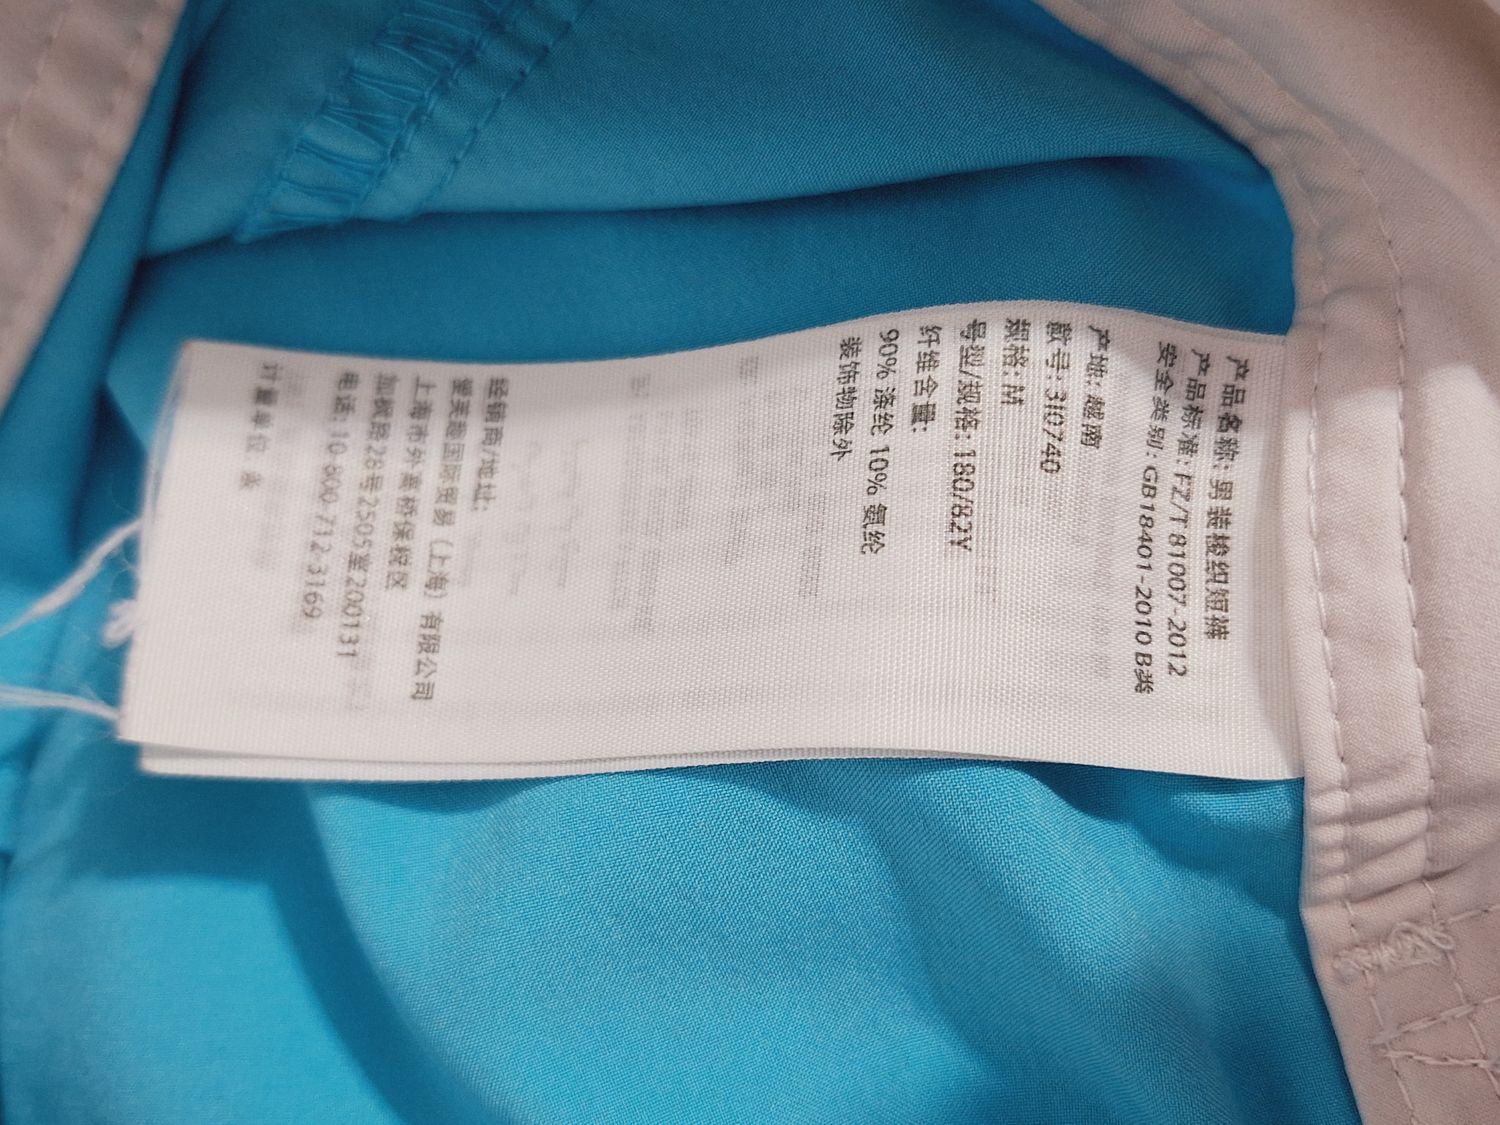 产品名称: 男装梭织短裤
产品标准: FZ/T 81007-2012
安全类别: GB18401-2010 B类
产地: 越南
款号: 3I0740
规格: M
号型/规格: 180/82Y
纤维含量:
90% 涤纶 10% 氨纶
装饰物除外
经销商/地址:
爱芙趣国际贸易（上海）有限公司
上海市外高桥保税区
加枫路26号2505室200131
电话: 10-800-712-3169
计量单位 条